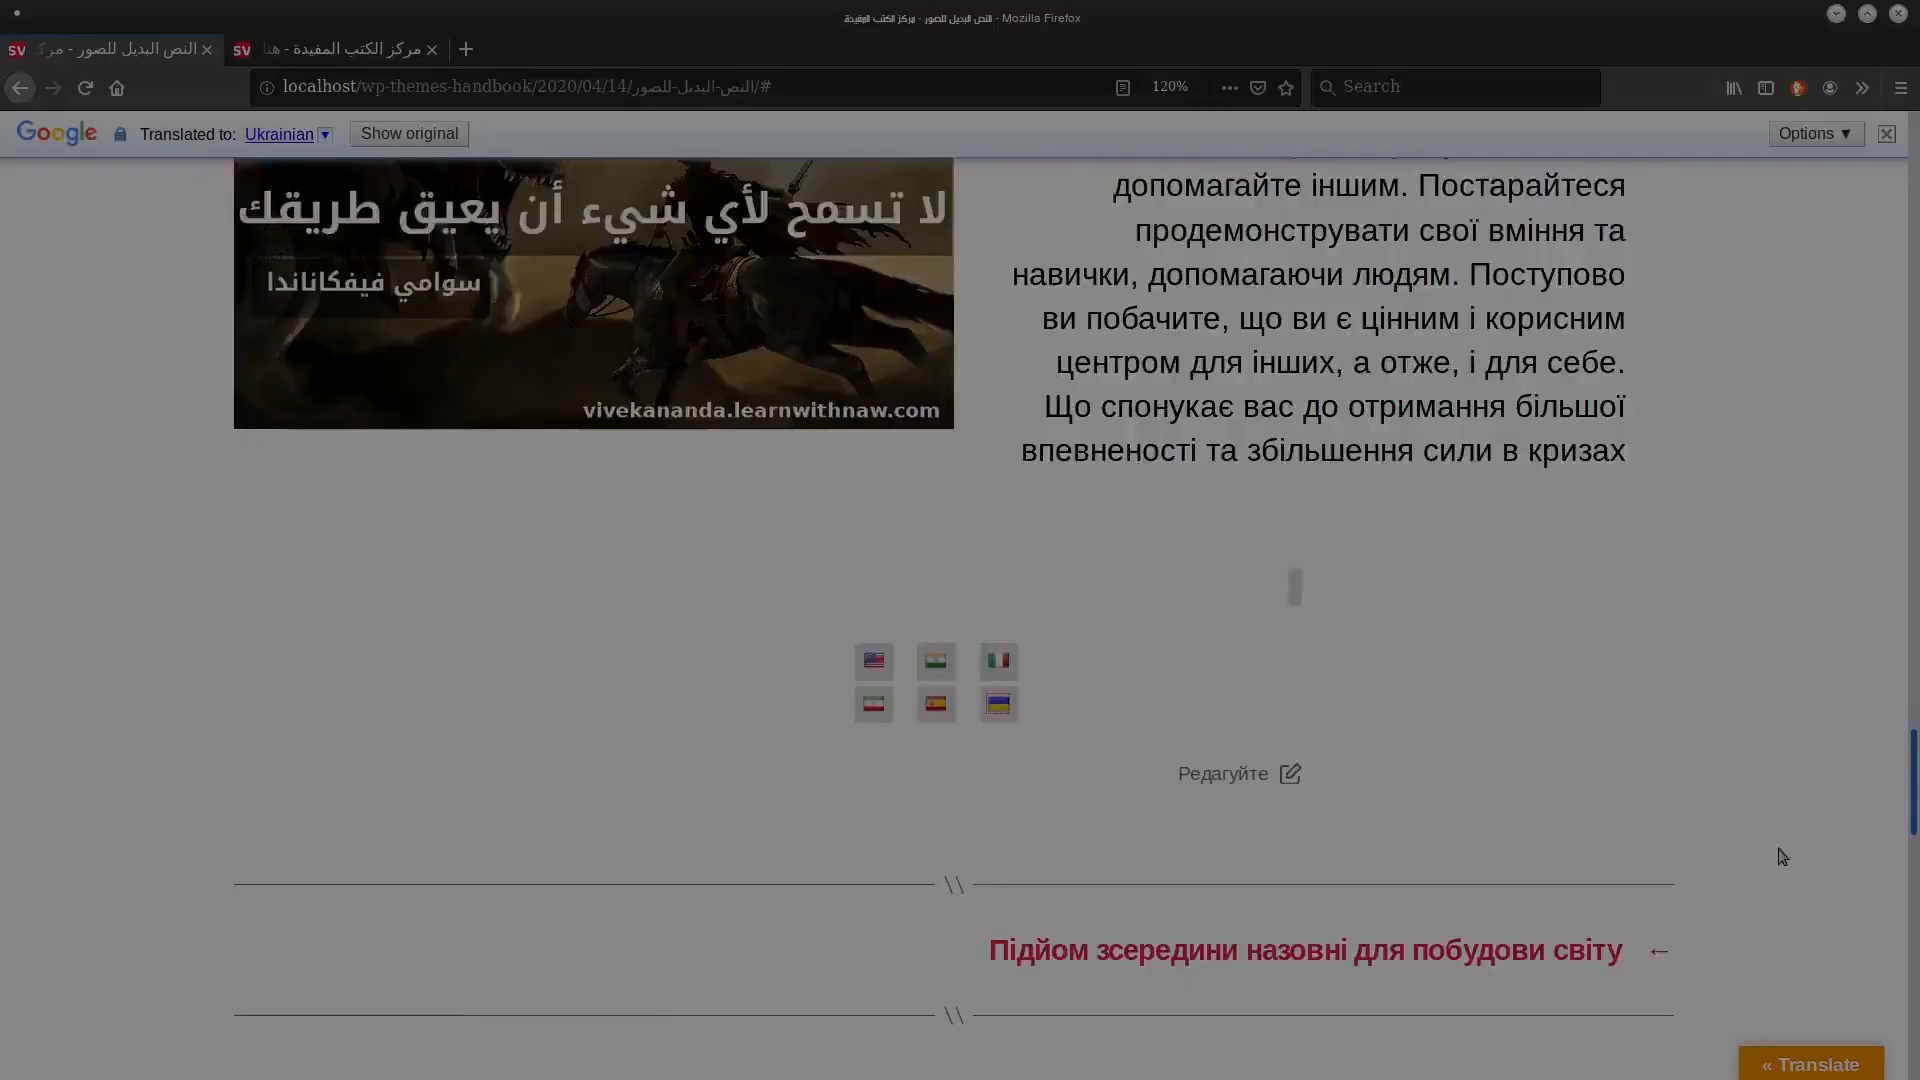 النص البديل للصور - مركز الكتب المفيدة - Mozilla Firefox
SV النص البديل للصور - مرك
SV مركز الكتب المفيدة - هنا
localhost/wp-themes-handbook/2020/04/14/النص-البديل-للصور/#
120%
Search
Google Translated to: Ukrainian ▼ Show original
Options ▼
لا تسمح لأي شيء أن يعيق طريقك
سوامي فيفكاناندا
vivekananda.learnwithnaw.com
допомагайте іншим. Постарайтеся
продемонструвати свої вміння та
навички, допомагаючи людям. Поступово
ви побачите, що ви є цінним і корисним
центром для інших, а отже, і для себе.
Що спонукає вас до отримання більшої
впевненості та збільшення сили в кризах
Редагуйте
\\
Підйом зсередини назовні для побудови світу ←
\\
« Translate